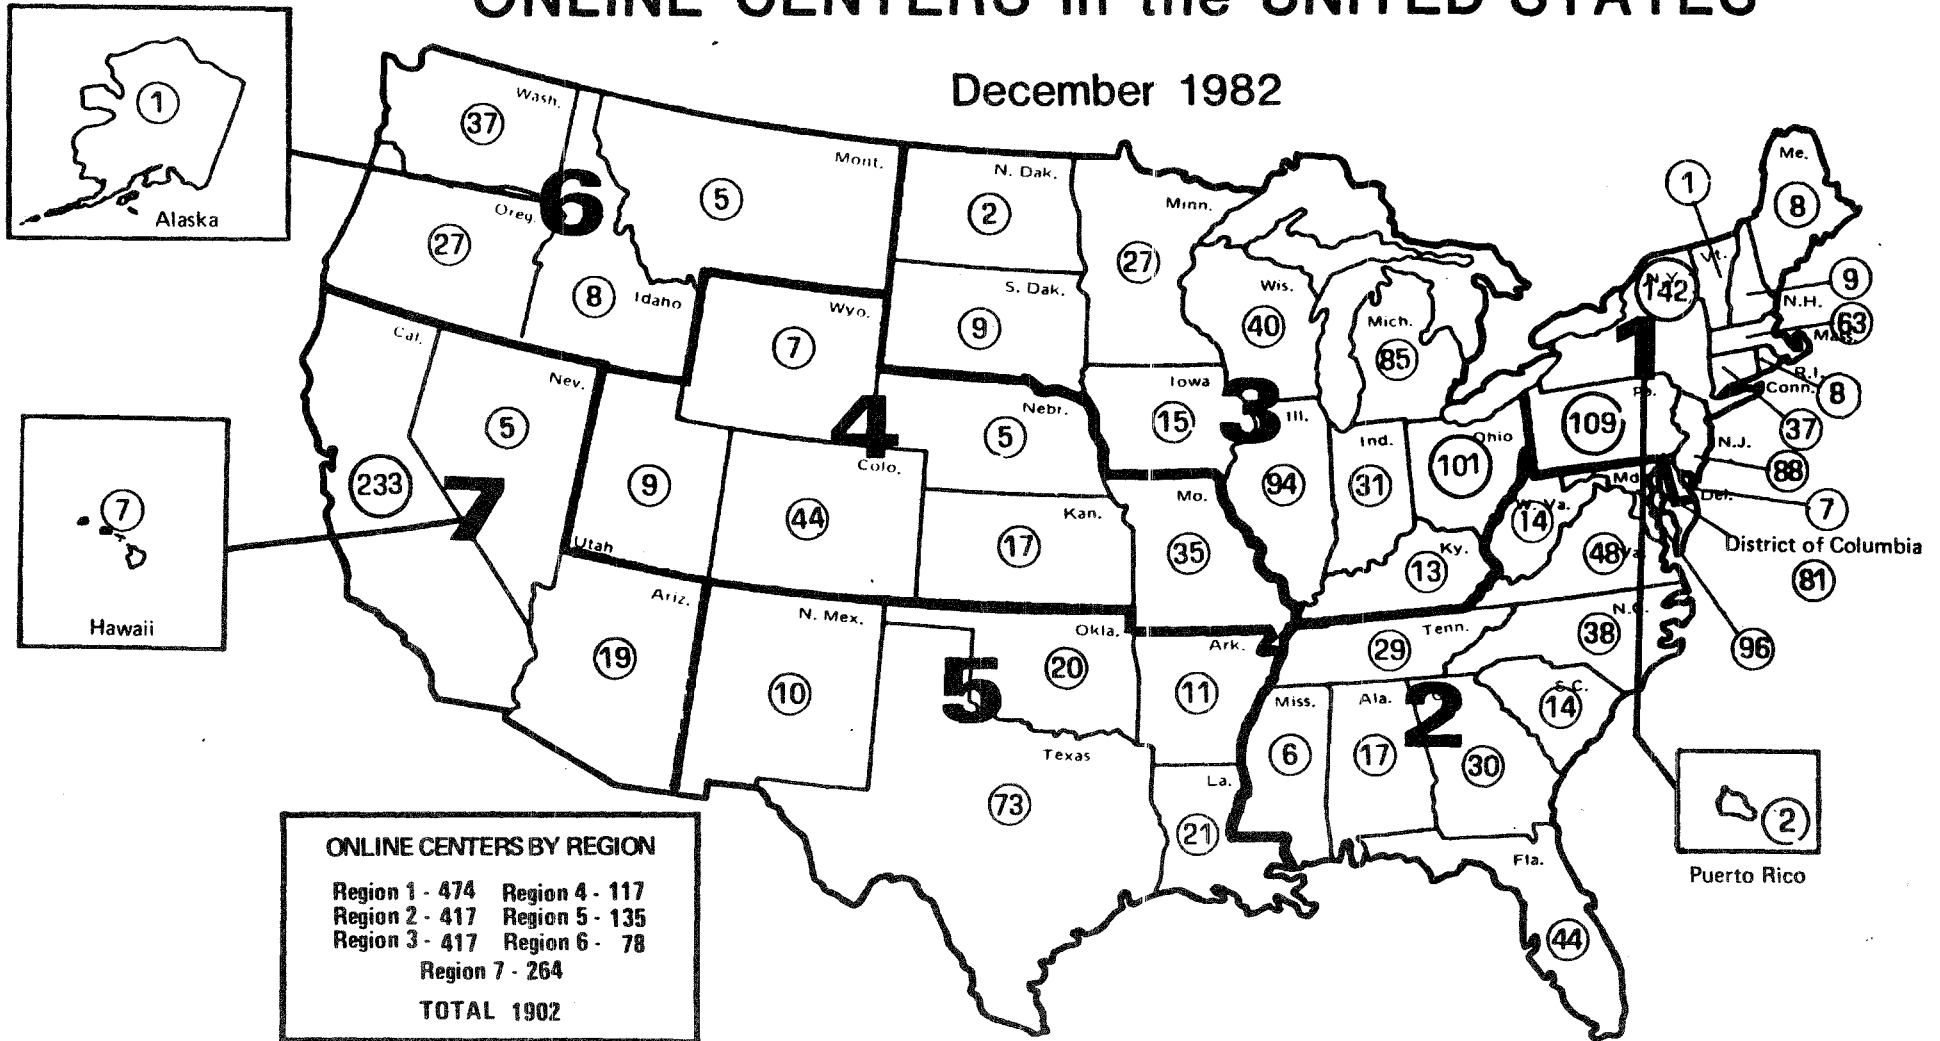 ONLINE CENTERS in the UNITED STATES
December 1982
1
Alaska
Wash.
37
Oreg.
27
6
Mont.
5
8
Idaho
Wyo.
7
N. Dak.
2
S. Dak.
9
Minn.
27
Wis.
40
Mich.
85
Iowa
15
3
Ill.
94
Ind.
31
Ohio
101
Ky.
13
Cal.
233
Nev.
5
7
7
Hawaii
Utah
9
4
Colo.
44
Nebr.
5
Kan.
17
Mo.
35
Ariz.
19
N. Mex.
10
Okla.
20
5
Texas
73
Ark.
11
La.
21
Miss.
6
Ala.
17
2
30
Tenn.
29
N.C.
38
S.C.
14
Fla.
44
Me.
8
1
Vt.
N.Y.
142
9
N.H.
63
Mass.
R.I.
8
Conn.
37
1
Pa.
109
N.J.
88
Md.
Del.
7
W. Va.
14
48
Va.
District of Columbia
81
96
2
Puerto Rico
ONLINE CENTERS BY REGION
Region 1 - 474 Region 4 - 117
Region 2 - 417 Region 5 - 135
Region 3 - 417 Region 6 - 78
Region 7 - 264
TOTAL 1902